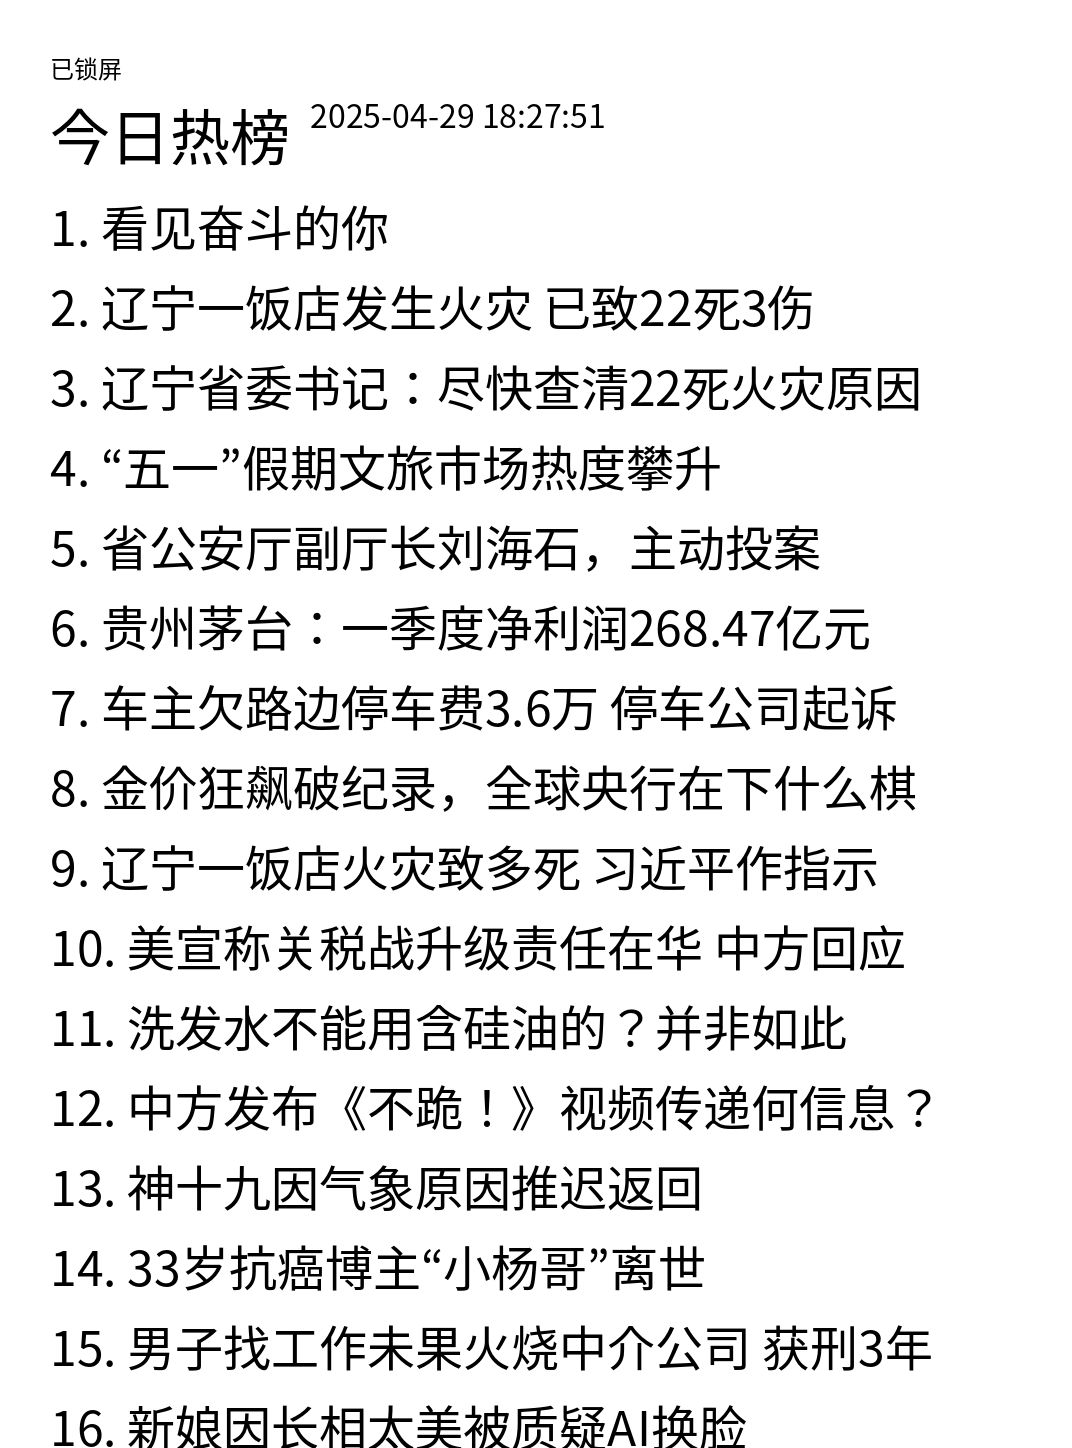 已锁屏
今日热榜 2025-04-29 18:27:51
1. 看见奋斗的你
2. 辽宁一饭店发生火灾 已致22死3伤
3. 辽宁省委书记：尽快查清22死火灾原因
4. “五一”假期文旅市场热度攀升
5. 省公安厅副厅长刘海石，主动投案
6. 贵州茅台：一季度净利润268.47亿元
7. 车主欠路边停车费3.6万 停车公司起诉
8. 金价狂飙破纪录，全球央行在下什么棋
9. 辽宁一饭店火灾致多死 习近平作指示
10. 美宣称关税战升级责任在华 中方回应
11. 洗发水不能用含硅油的？并非如此
12. 中方发布《不跪！》视频传递何信息？
13. 神十九因气象原因推迟返回
14. 33岁抗癌博主“小杨哥”离世
15. 男子找工作未果火烧中介公司 获刑3年
16. 新娘因长相太美被质疑AI换脸